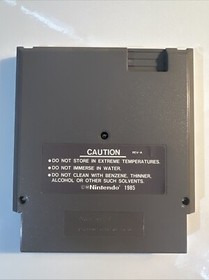 CAUTION
REV-A
•DO NOT STORE IN EXTREME TEMPERATURES.
•DO NOT IMMERSE IN WATER.
•DO NOT CLEAN WITH BENZENE, THINNER,
ALCOHOL OR OTHER SUCH SOLVENTS.
©Nintendo 1985